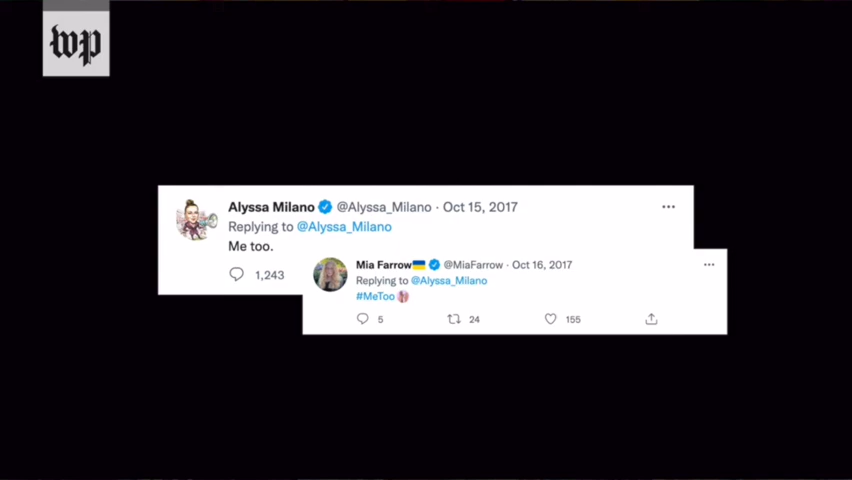 wp
Alyssa Milano @Alyssa_Milano · Oct 15, 2017
Replying to @Alyssa_Milano
Me too.
1,243
Mia Farrow @MiaFarrow · Oct 16, 2017
Replying to @Alyssa_Milano
#MeToo
5 24 155